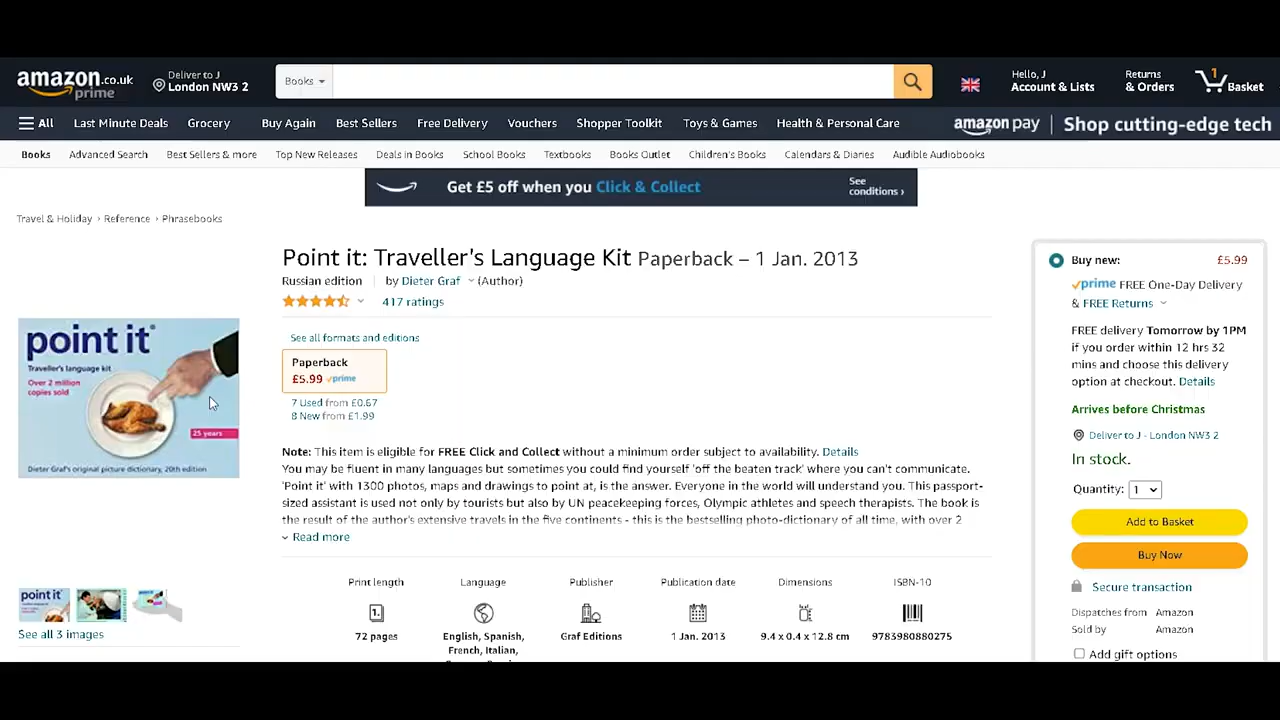 amazon.co.uk
prime
Deliver to J
London NW3 2
Books
Hello, J
Account & Lists
Returns
& Orders
1
Basket
All
Last Minute Deals
Grocery
Buy Again
Best Sellers
Free Delivery
Vouchers
Shopper Toolkit
Toys & Games
Health & Personal Care
amazon pay
Shop cutting-edge tech
Books
Advanced Search
Best Sellers & more
Top New Releases
Deals in Books
School Books
Textbooks
Books Outlet
Children's Books
Calendars & Diaries
Audible Audiobooks
Get £5 off when you Click & Collect
See
conditions ›
Travel & Holiday › Reference › Phrasebooks
Point it: Traveller's Language Kit Paperback – 1 Jan. 2013
Russian edition | by Dieter Graf (Author)
417 ratings
See all formats and editions
Paperback
£5.99 prime
7 Used from £0.67
8 New from £1.99
Note: This item is eligible for FREE Click and Collect without a minimum order subject to availability. Details
You may be fluent in many languages but sometimes you could find yourself 'off the beaten track' where you can't communicate.
'Point it' with 1300 photos, maps and drawings to point at, is the answer. Everyone in the world will understand you. This passport-
sized assistant is used not only by tourists but also by UN peacekeeping forces, Olympic athletes and speech therapists. The book is
the result of the author's extensive travels in the five continents - this is the bestselling photo-dictionary of all time, with over 2
Read more
point it®
Traveller's language kit
Over 2 million
copies sold
25 years
Dieter Graf's original picture dictionary, 20th edition
point it
See all 3 images
Print length
72 pages
Language
English, Spanish,
French, Italian,
Publisher
Graf Editions
Publication date
1 Jan. 2013
Dimensions
9.4 x 0.4 x 12.8 cm
ISBN-10
9783980880275
Buy new:
£5.99
prime FREE One-Day Delivery
& FREE Returns
FREE delivery Tomorrow by 1PM
if you order within 12 hrs 32
mins and choose this delivery
option at checkout. Details
Arrives before Christmas
Deliver to J - London NW3 2
In stock.
Quantity: 1
Add to Basket
Buy Now
Secure transaction
Dispatches from Amazon
Sold by Amazon
Add gift options